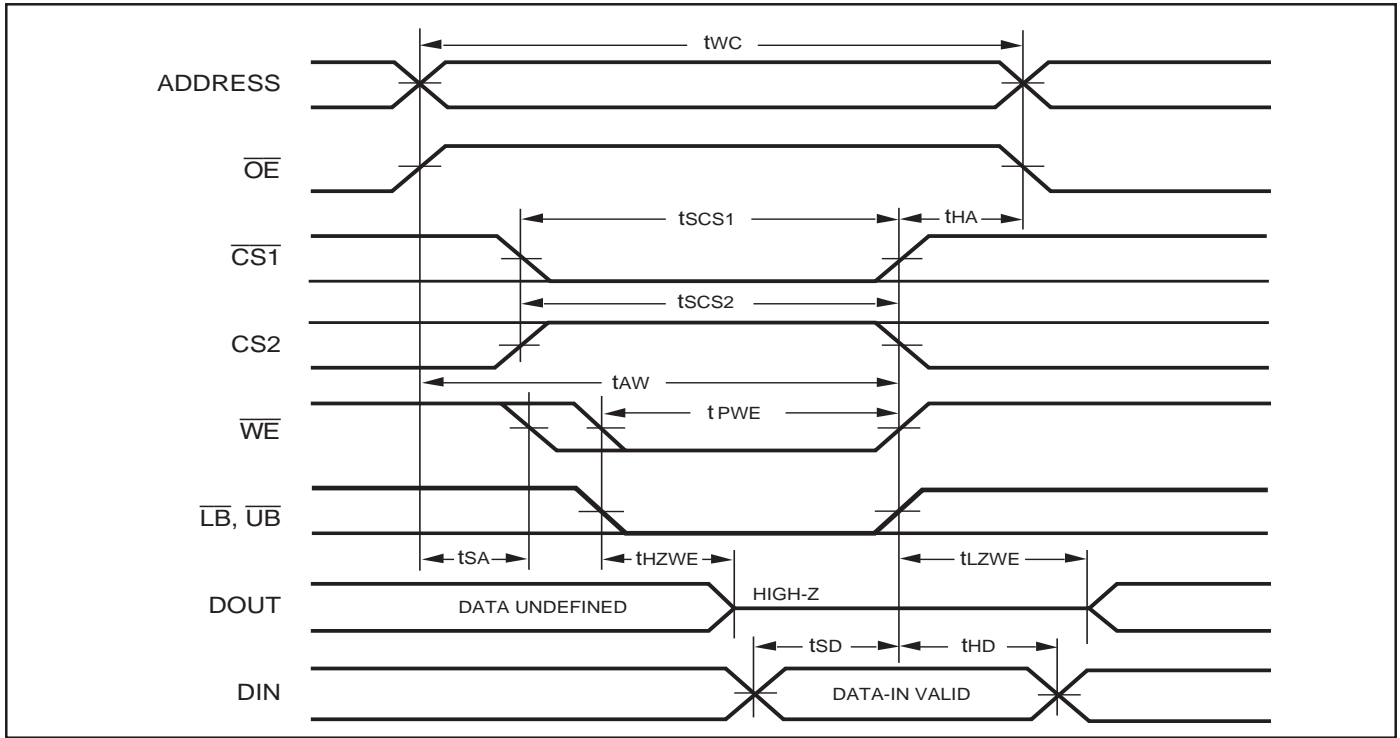 tWC
ADDRESS
OE
tSCS1
tHA
CS1
tSCS2
CS2
tAW
tPWE
WE
LB, UB
tSA
tHZWE
tLZWE
DOUT
DATA UNDEFINED
HIGH-Z
tSD
tHD
DIN
DATA-IN VALID